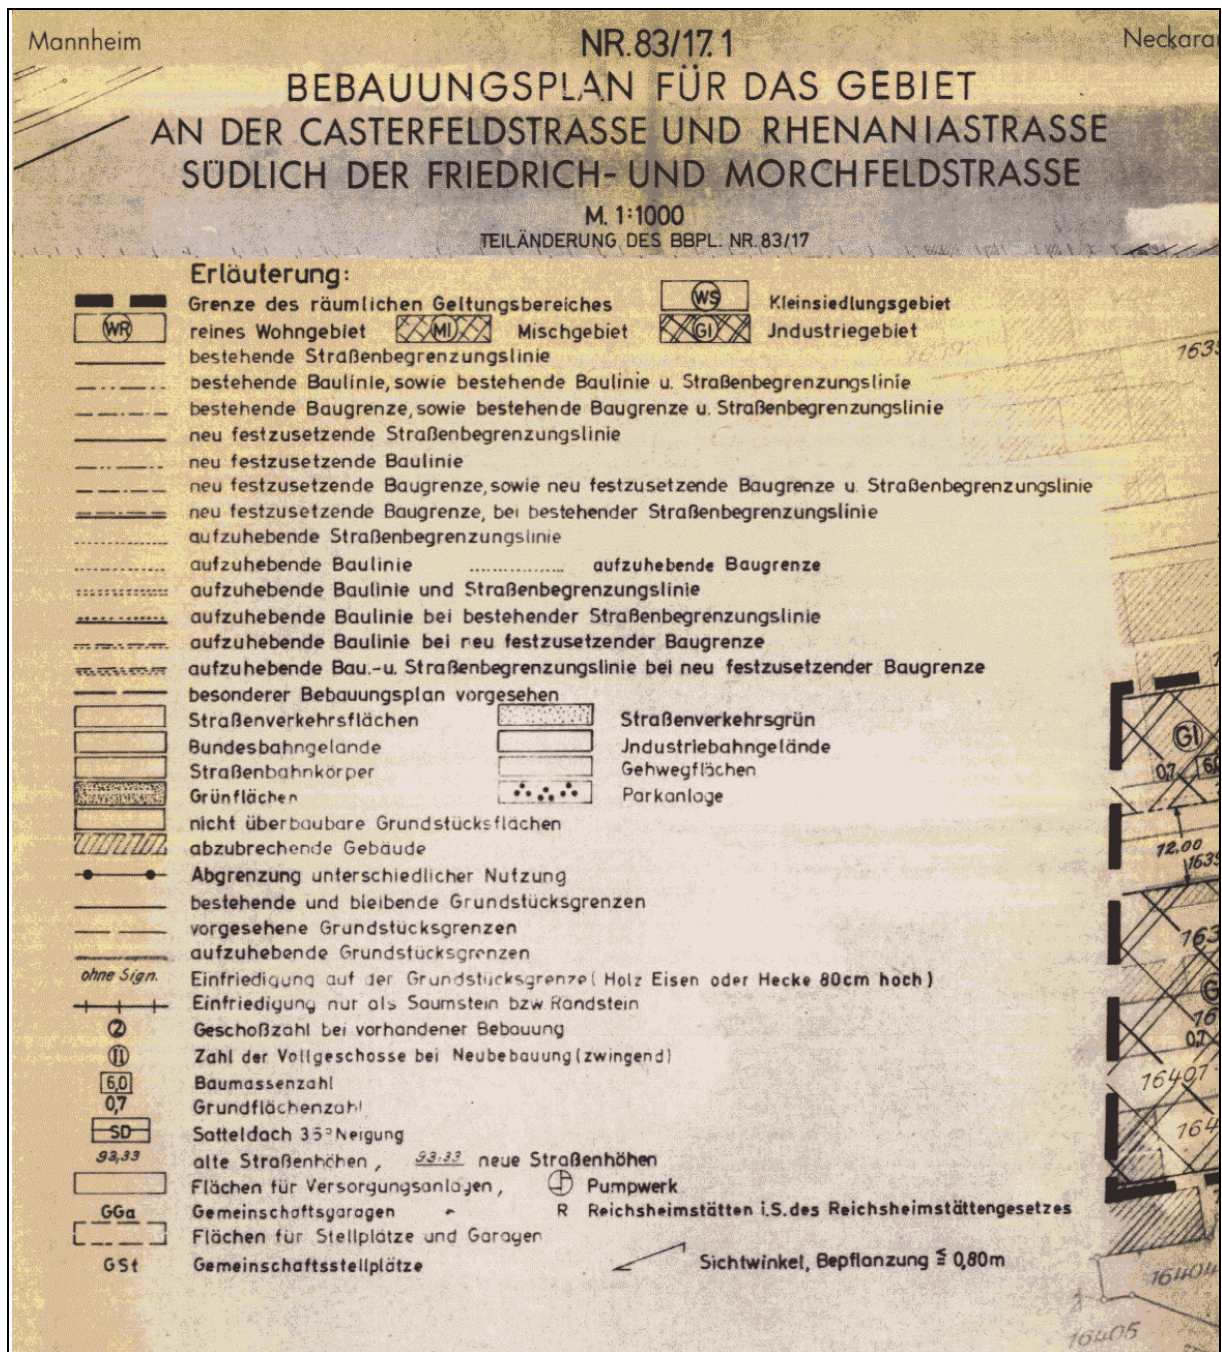 Mannheim
NR.83/17.1
Neckarau
BEBAUUNGSPLAN FÜR DAS GEBIET
AN DER CASTERFELDSTRASSE UND RHENANIASTRASSE
SÜDLICH DER FRIEDRICH- UND MORCHFELDSTRASSE
M. 1:1000
TEILÄNDERUNG DES BBPL. NR. 83/17
Erläuterung:
Grenze des räumlichen Geltungsbereiches WS Kleinsiedlungsgebiet
WR reines Wohngebiet MI Mischgebiet GI Jndustriegebiet
bestehende Straßenbegrenzungslinie
bestehende Baulinie, sowie bestehende Baulinie u. Straßenbegrenzungslinie
bestehende Baugrenze, sowie bestehende Baugrenze u. Straßenbegrenzungslinie
neu festzusetzende Straßenbegrenzungslinie
neu festzusetzende Baulinie
neu festzusetzende Baugrenze, sowie neu festzusetzende Baugrenze u. Straßenbegrenzungslinie
neu festzusetzende Baugrenze, bei bestehender Straßenbegrenzungslinie
aufzuhebende Straßenbegrenzungslinie
aufzuhebende Baulinie aufzuhebende Baugrenze
aufzuhebende Baulinie und Straßenbegrenzungslinie
aufzuhebende Baulinie bei bestehender Straßenbegrenzungslinie
aufzuhebende Baulinie bei neu festzusetzender Baugrenze
aufzuhebende Bau.-u. Straßenbegrenzungslinie bei neu festzusetzender Baugrenze
besonderer Bebauungsplan vorgesehen
Straßenverkehrsflächen Straßenverkehrsgrün
Bundesbahngelände Jndustriebahngelände
Straßenbahnkörper Gehwegflächen
Grünflächen Parkanlage
nicht überbaubare Grundstücksflächen
abzubrechende Gebäude
Abgrenzung unterschiedlicher Nutzung
bestehende und bleibende Grundstücksgrenzen
vorgesehene Grundstücksgrenzen
aufzuhebende Grundstücksgrenzen
ohne Sign. Einfriedigung auf der Grundstücksgrenze (Holz Eisen oder Hecke 80cm hoch)
Einfriedigung nur als Saumstein bzw Randstein
2 Geschoßzahl bei vorhandener Bebauung
II Zahl der Vollgeschosse bei Neubebauung (zwingend)
6,0 Baumassenzahl
0,7 Grundflächenzahl
SD Satteldach 35° Neigung
93,33 alte Straßenhöhen, 93.33 neue Straßenhöhen
Flächen für Versorgungsanlagen, Pumpwerk
GGa Gemeinschaftsgaragen R Reichsheimstätten i.S. des Reichsheimstättengesetzes
Flächen für Stellplätze und Garagen
GSt Gemeinschaftsstellplätze Sichtwinkel, Bepflanzung ≦ 0,80m
GI
0,7
12.00
0,7
16407
16404
16405